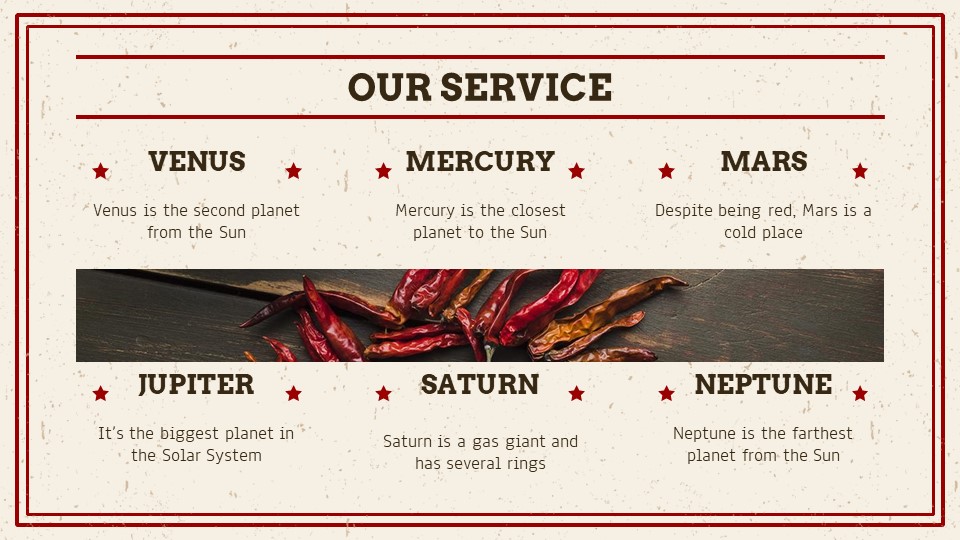 OUR SERVICE
VENUS
Venus is the second planet
from the Sun
MERCURY
Mercury is the closest
planet to the Sun
MARS
Despite being red, Mars is a
cold place
JUPITER
It's the biggest planet in
the Solar System
SATURN
Saturn is a gas giant and
has several rings
NEPTUNE
Neptune is the farthest
planet from the Sun